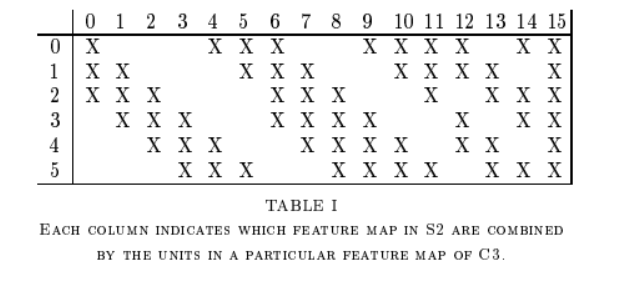 0 1 2 3 4 5 6 7 8 9 10 11 12 13 14 15
0 X X X X X X X X X X
1 X X X X X X X X X X
2 X X X X X X X X X X
3 X X X X X X X X X X
4 X X X X X X X X X X
5 X X X X X X X X X X
TABLE I
Each column indicates which feature map in S2 are combined
by the units in a particular feature map of C3.